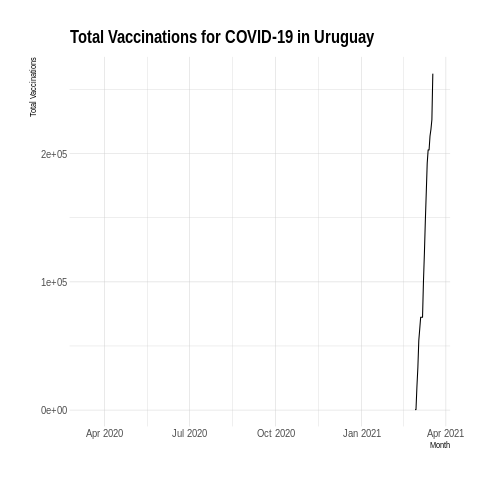 Total Vaccinations for COVID-19 in Uruguay
Total Vaccinations
2e+05
1e+05
0e+00
Apr 2020 Jul 2020 Oct 2020 Jan 2021 Apr 2021
Month